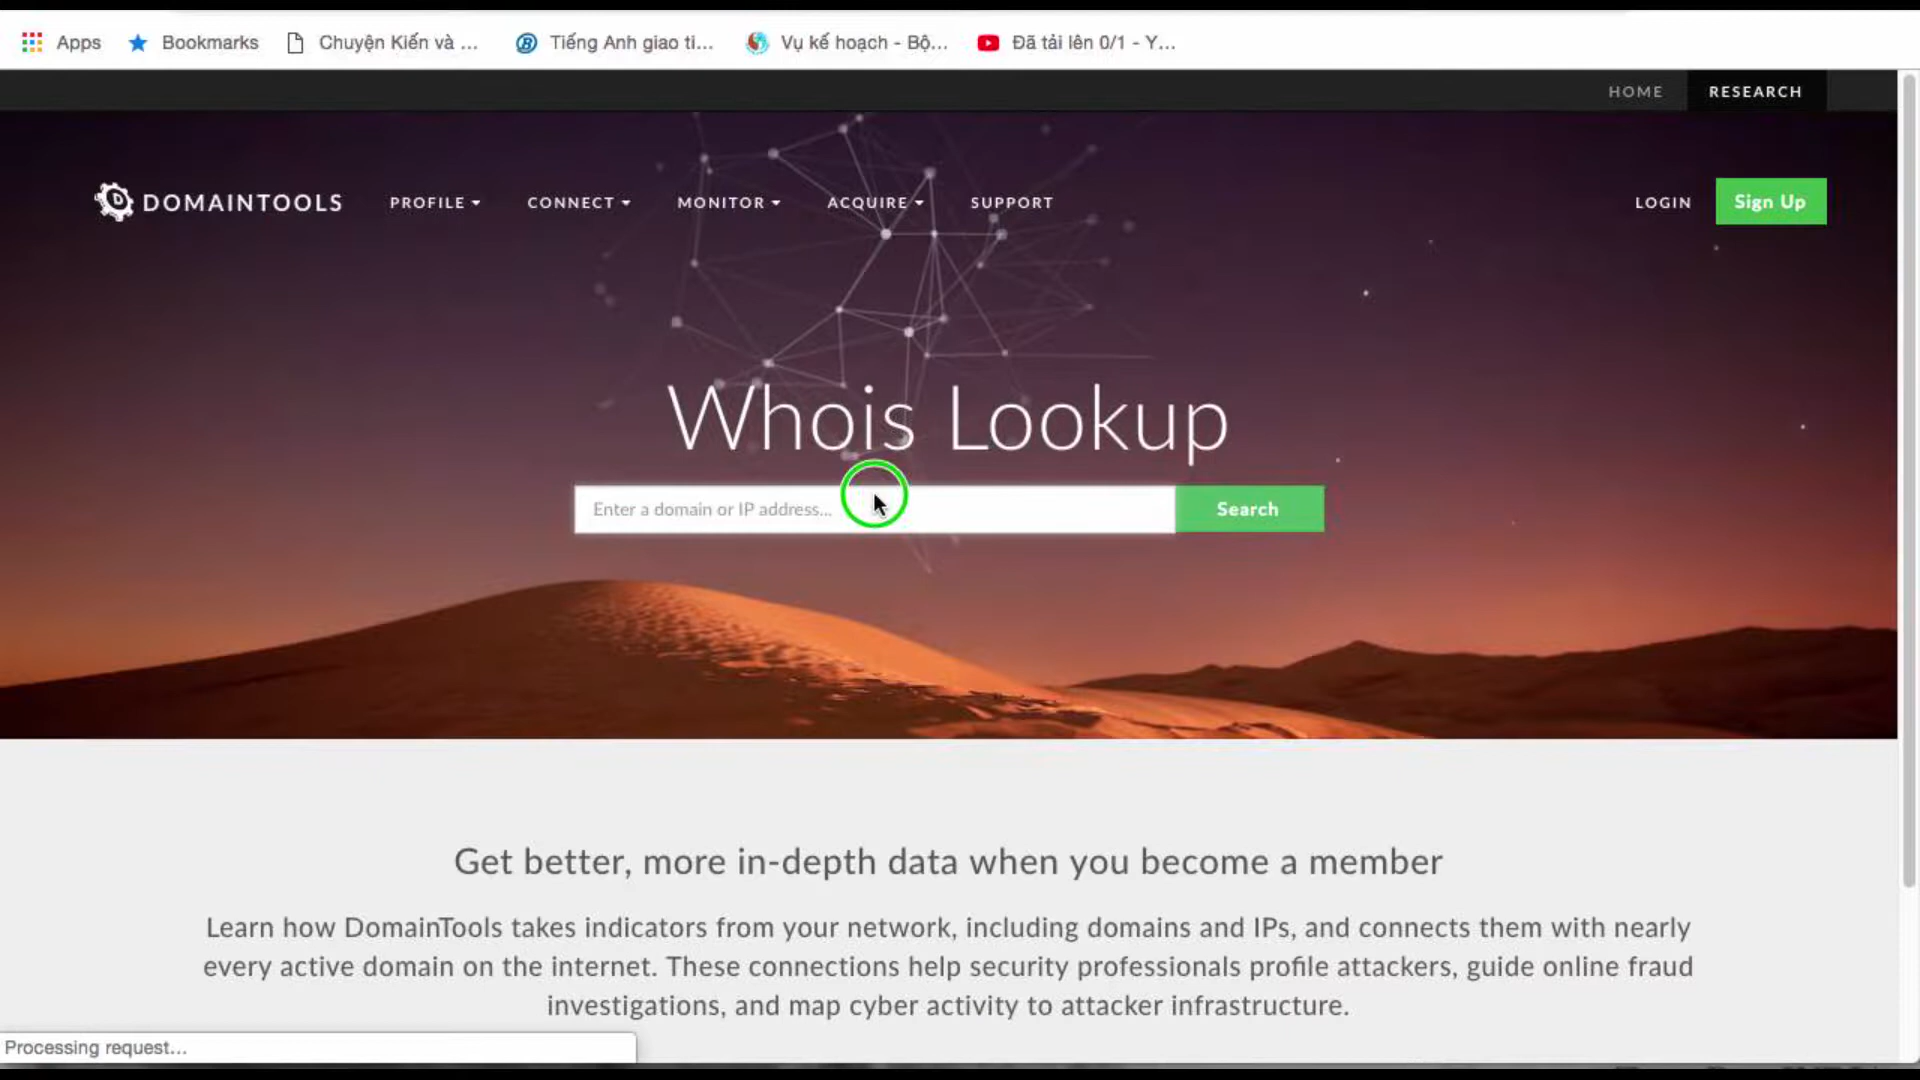 Apps Bookmarks Chuyện Kiến và ... Tiếng Anh giao ti... Vụ kế hoạch - Bộ... Đã tải lên 0/1 - Y...
HOME RESEARCH
DOMAINTOOLS PROFILE CONNECT MONITOR ACQUIRE SUPPORT LOGIN Sign Up
Whois Lookup
Enter a domain or IP address... Search
Get better, more in-depth data when you become a member
Learn how DomainTools takes indicators from your network, including domains and IPs, and connects them with nearly
every active domain on the internet. These connections help security professionals profile attackers, guide online fraud
investigations, and map cyber activity to attacker infrastructure.
Processing request...